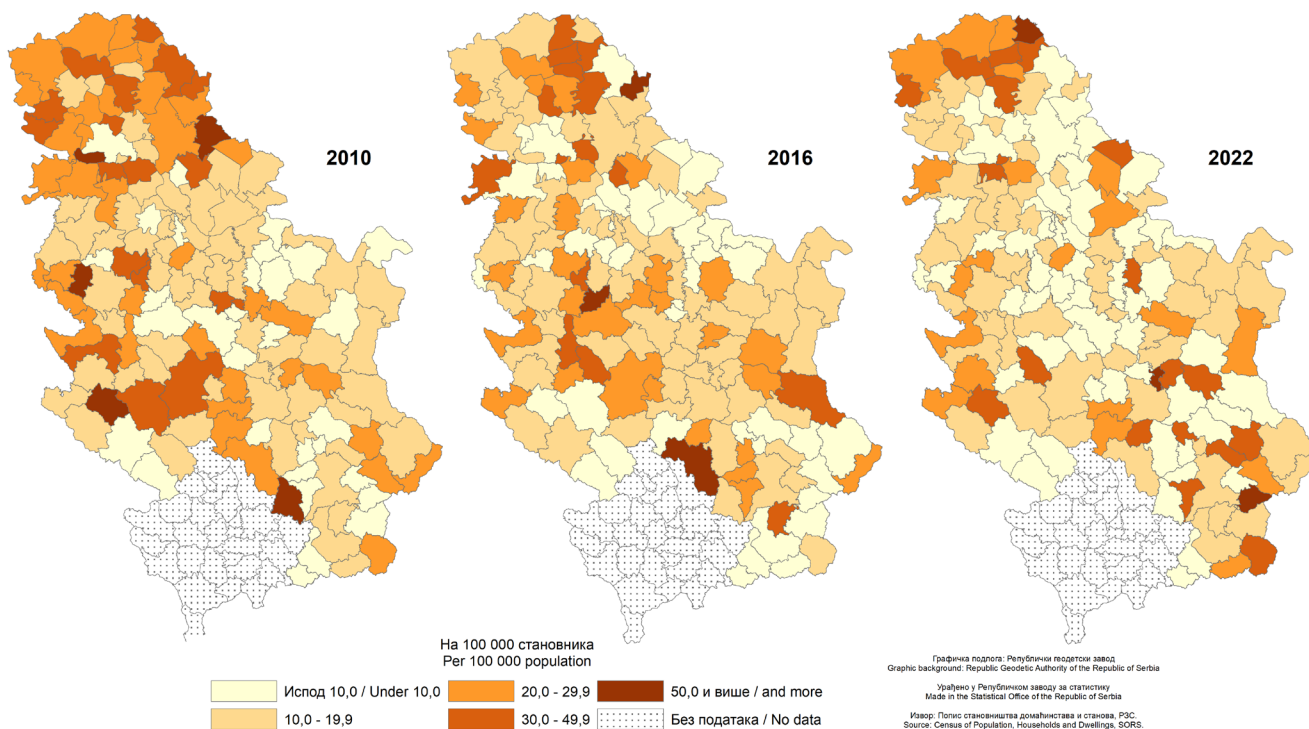 2010
2016
2022
На 100 000 становника
Per 100 000 population
Испод 10,0 / Under 10,0
20,0 - 29,9
50,0 и више / and more
10,0 - 19,9
30,0 - 49,9
Без података / No data
Графичка подлога: Републички геодетски завод
Graphic background: Republic Geodetic Authority of the Republic of Serbia
Урађено у Републичком заводу за статистику
Made in the Statistical Office of the Republic of Serbia
Извор: Попис становништва домаћинстава и станова, РЗС.
Source: Census of Population, Households and Dwellings, SORS.